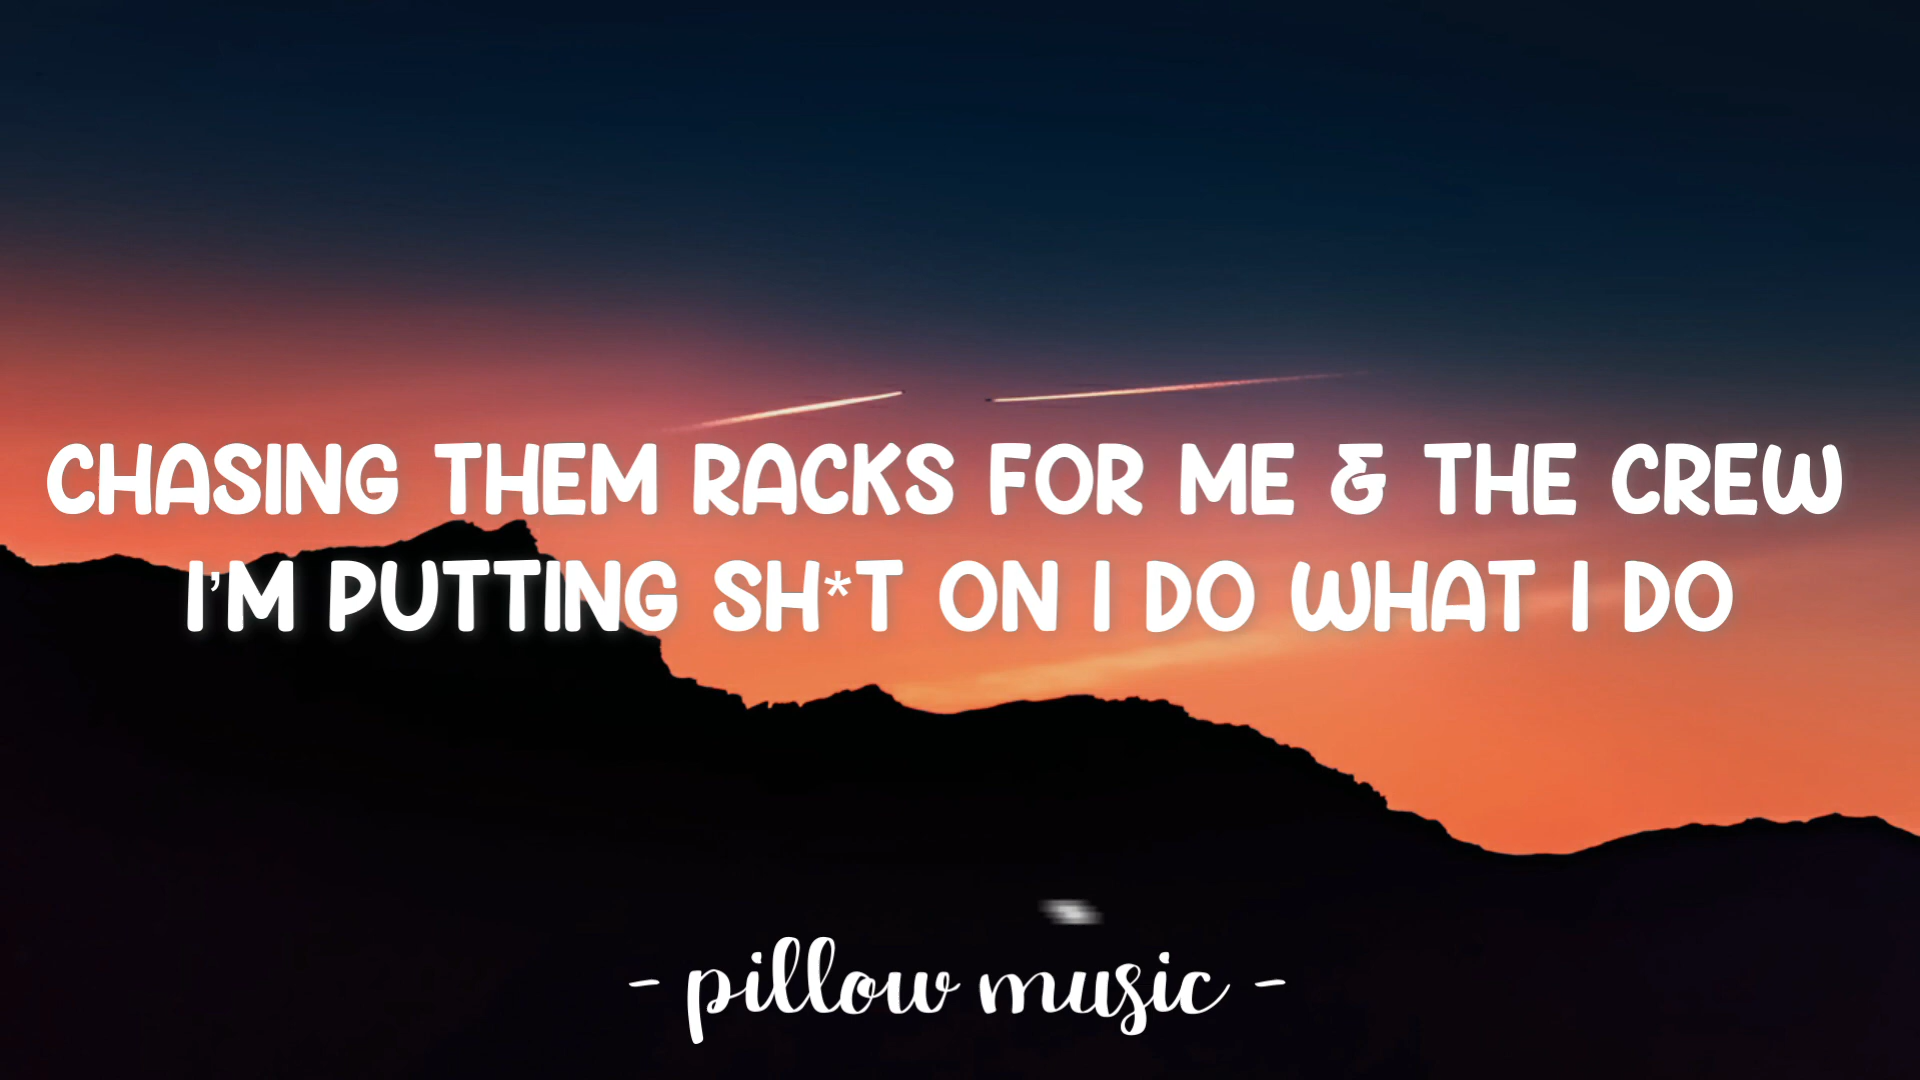 CHASING THEM RACKS FOR ME & THE CREW
I'M PUTTING SH*T ON I DO WHAT I DO
- pillow music -